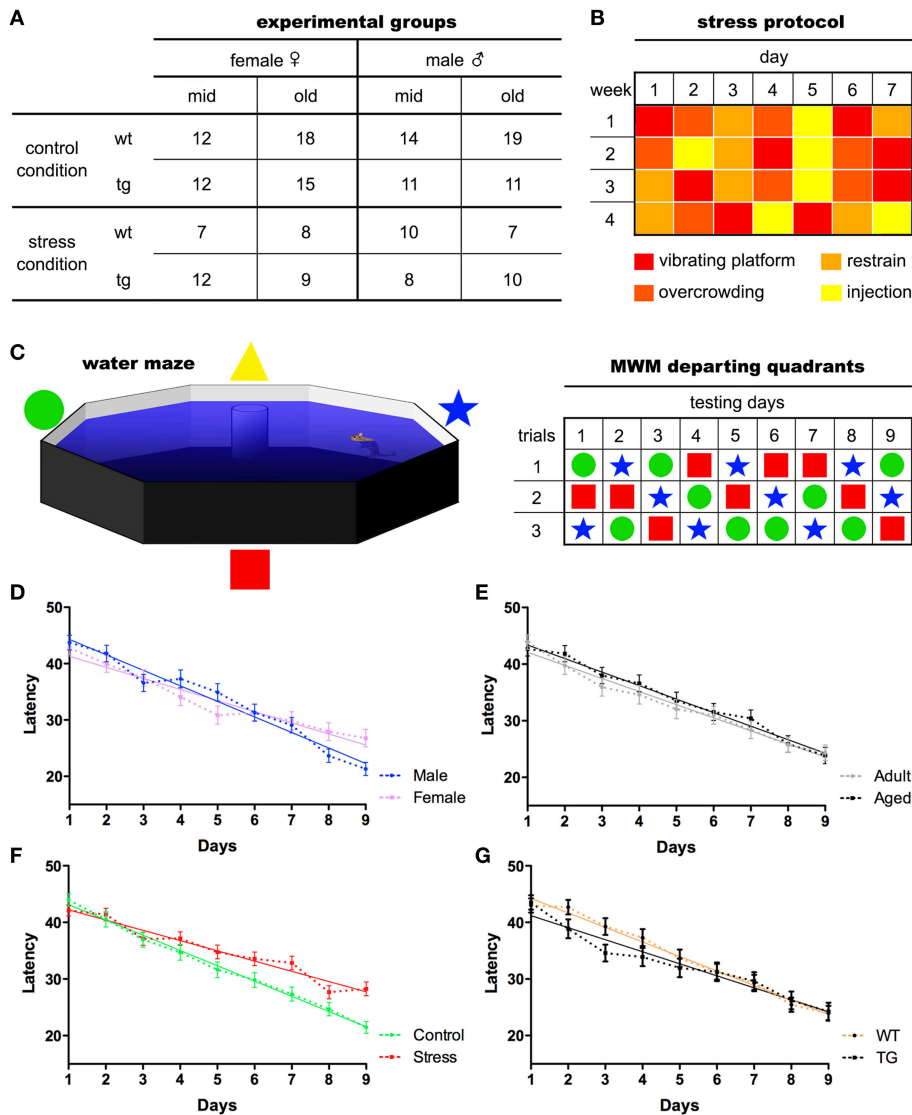 A
experimental groups
female ♀ male ♂
mid old mid old
control condition
wt 12 18 14 19
tg 12 15 11 11
stress condition
wt 7 8 10 7
tg 12 9 8 10
B
stress protocol
day
week 1 2 3 4 5 6 7
1
2
3
4
vibrating platform restrain
overcrowding injection
C
water maze
MWM departing quadrants
testing days
trials 1 2 3 4 5 6 7 8 9
1
2
3
D
50
40
30
20
Latency
1 2 3 4 5 6 7 8 9
Days
Male
Female
E
50
40
30
20
Latency
1 2 3 4 5 6 7 8 9
Days
Adult
Aged
F
50
40
30
20
Latency
1 2 3 4 5 6 7 8 9
Days
Control
Stress
G
50
40
30
20
Latency
1 2 3 4 5 6 7 8 9
Days
WT
TG